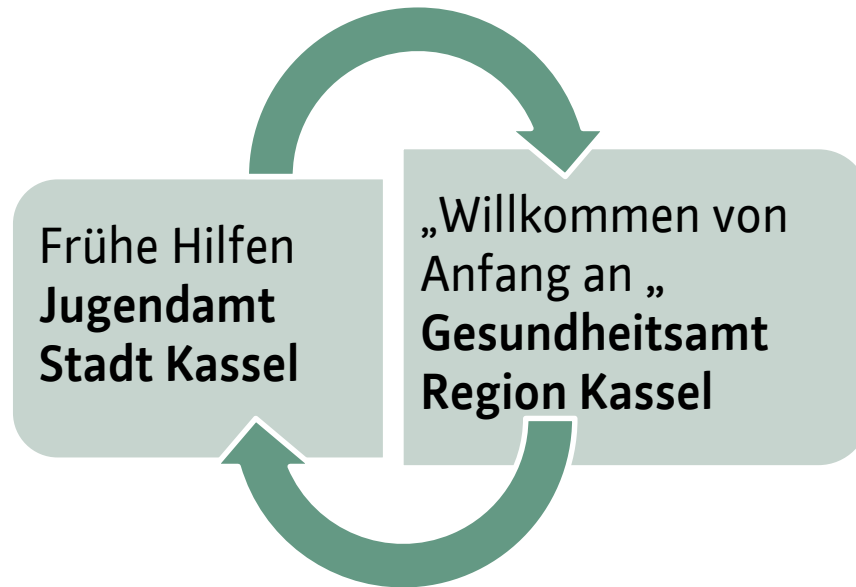 Frühe Hilfen
Jugendamt
Stadt Kassel
„Willkommen von
Anfang an „
Gesundheitsamt
Region Kassel